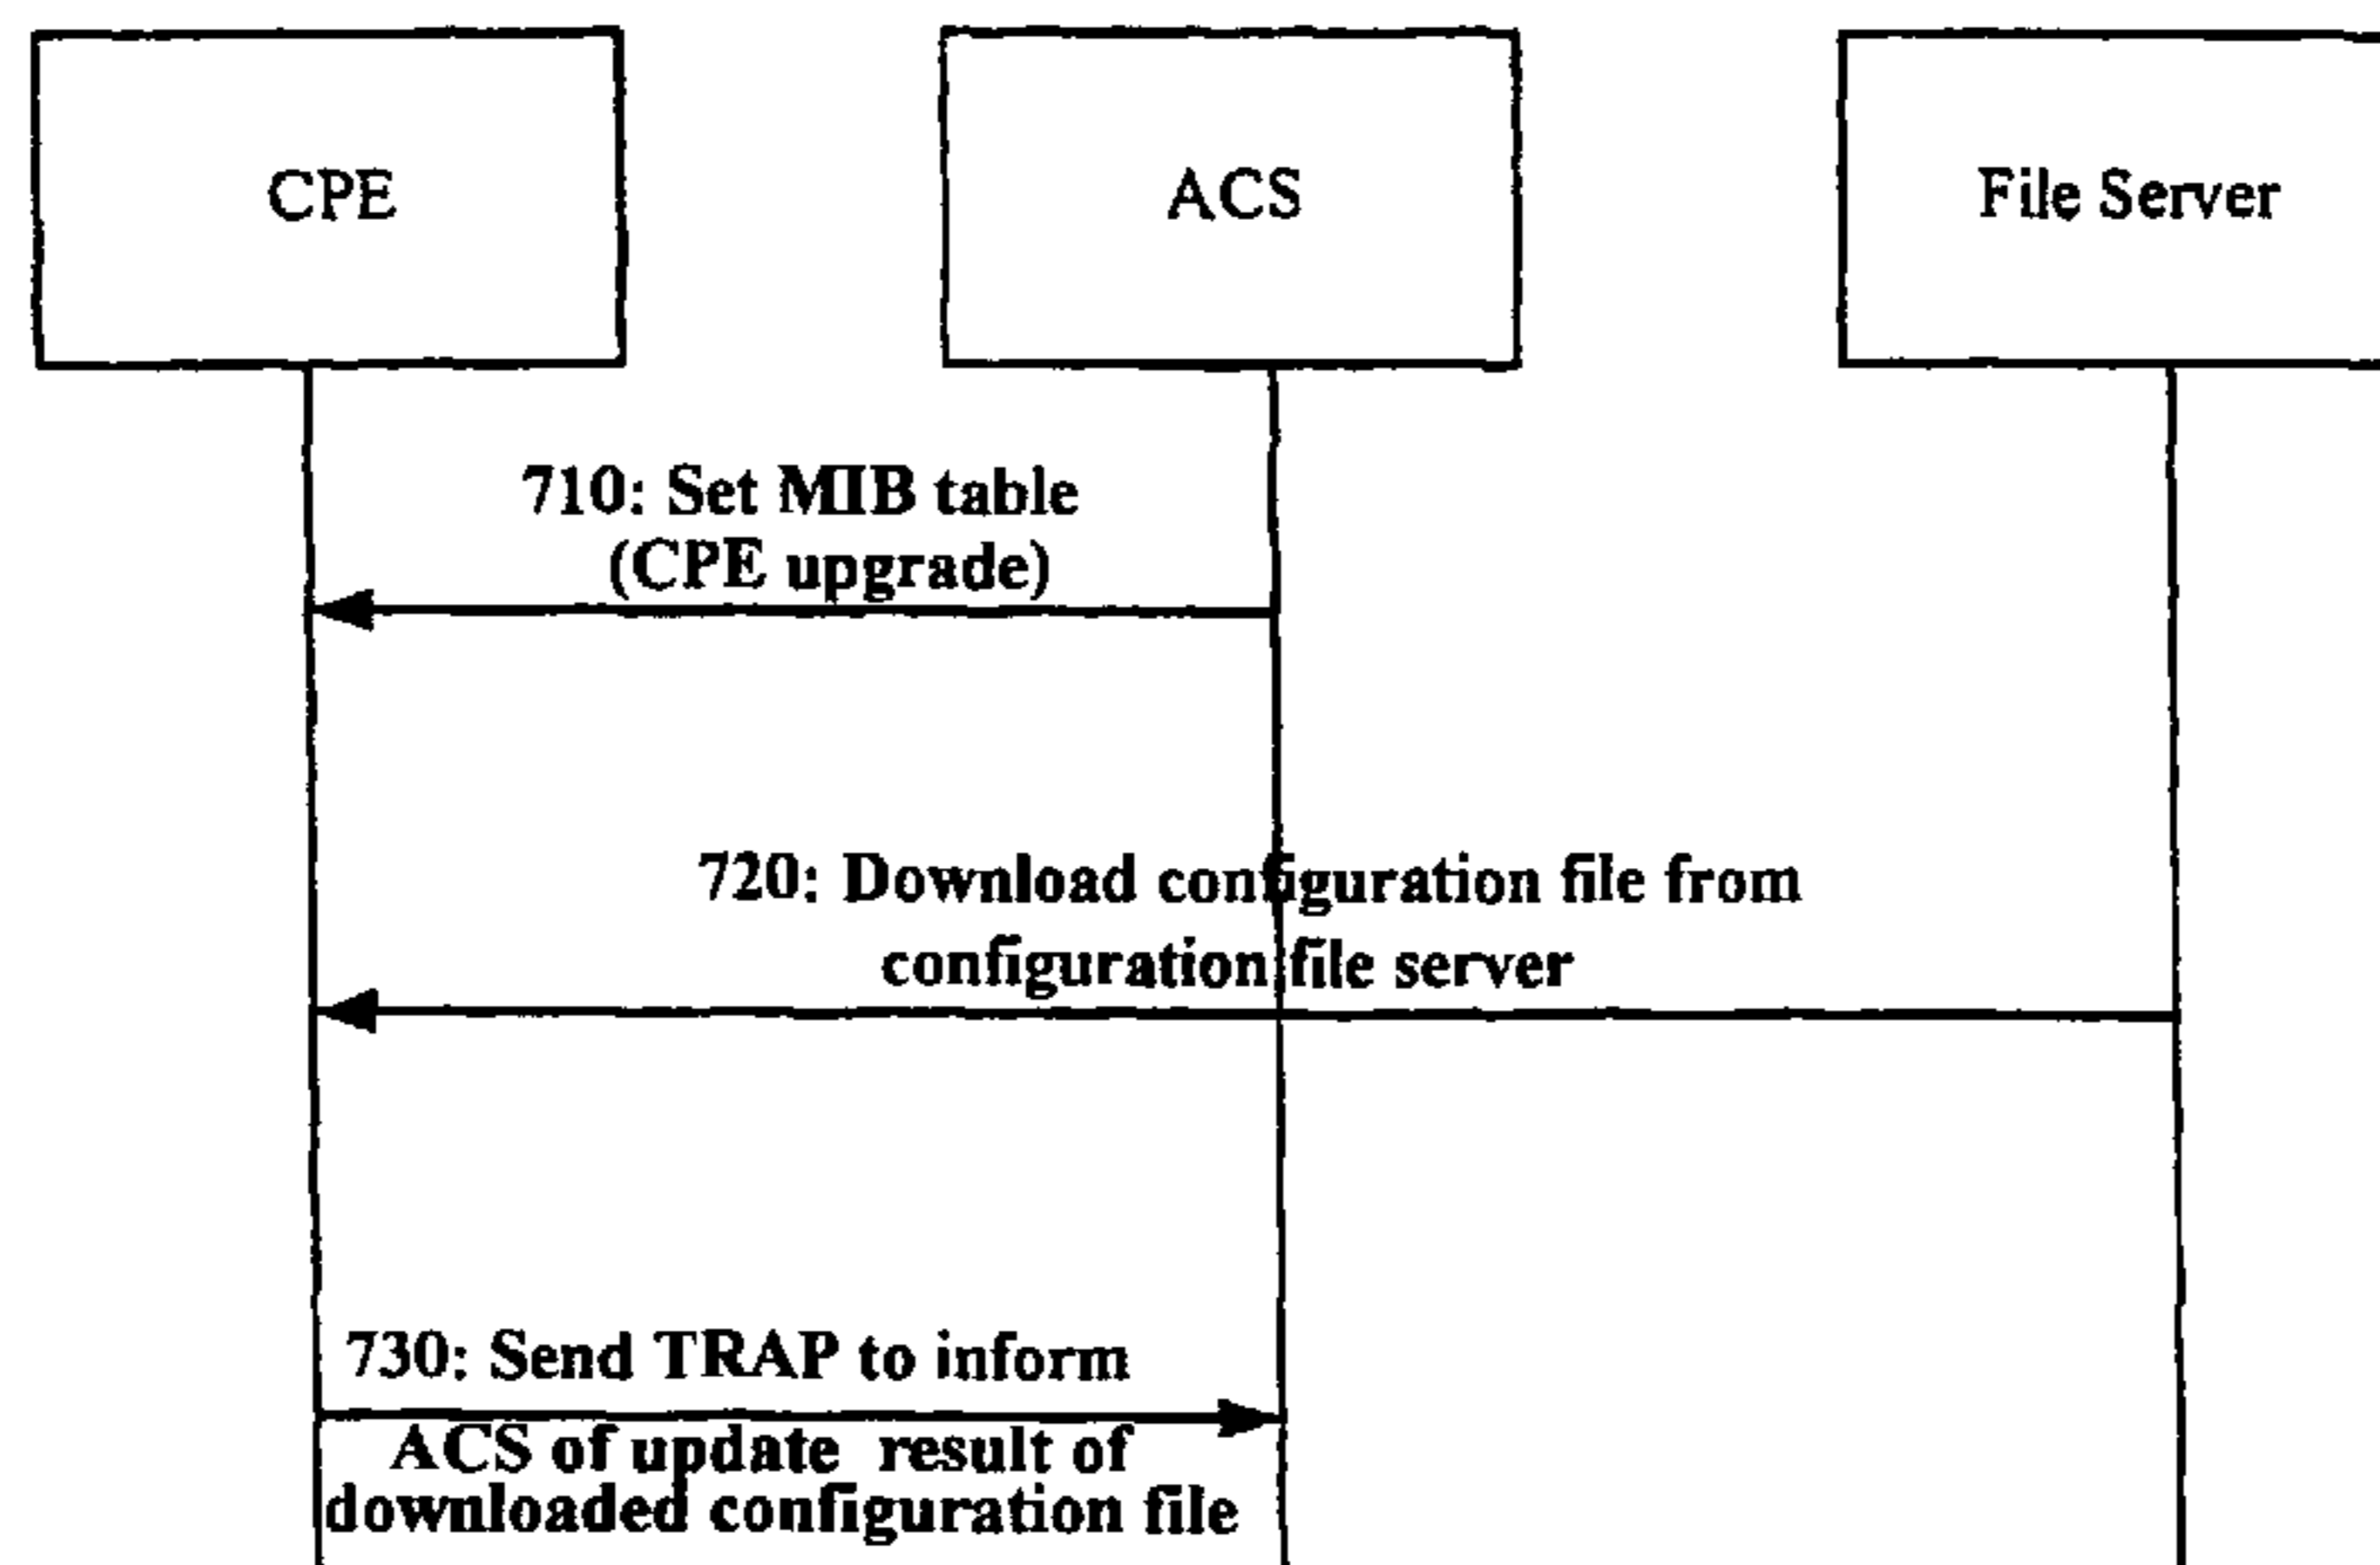 CPE
ACS
File Server
710: Set MIB table
(CPE upgrade)
720: Download configuration file from
configuration file server
730: Send TRAP to inform
ACS of update result of
downloaded configuration file